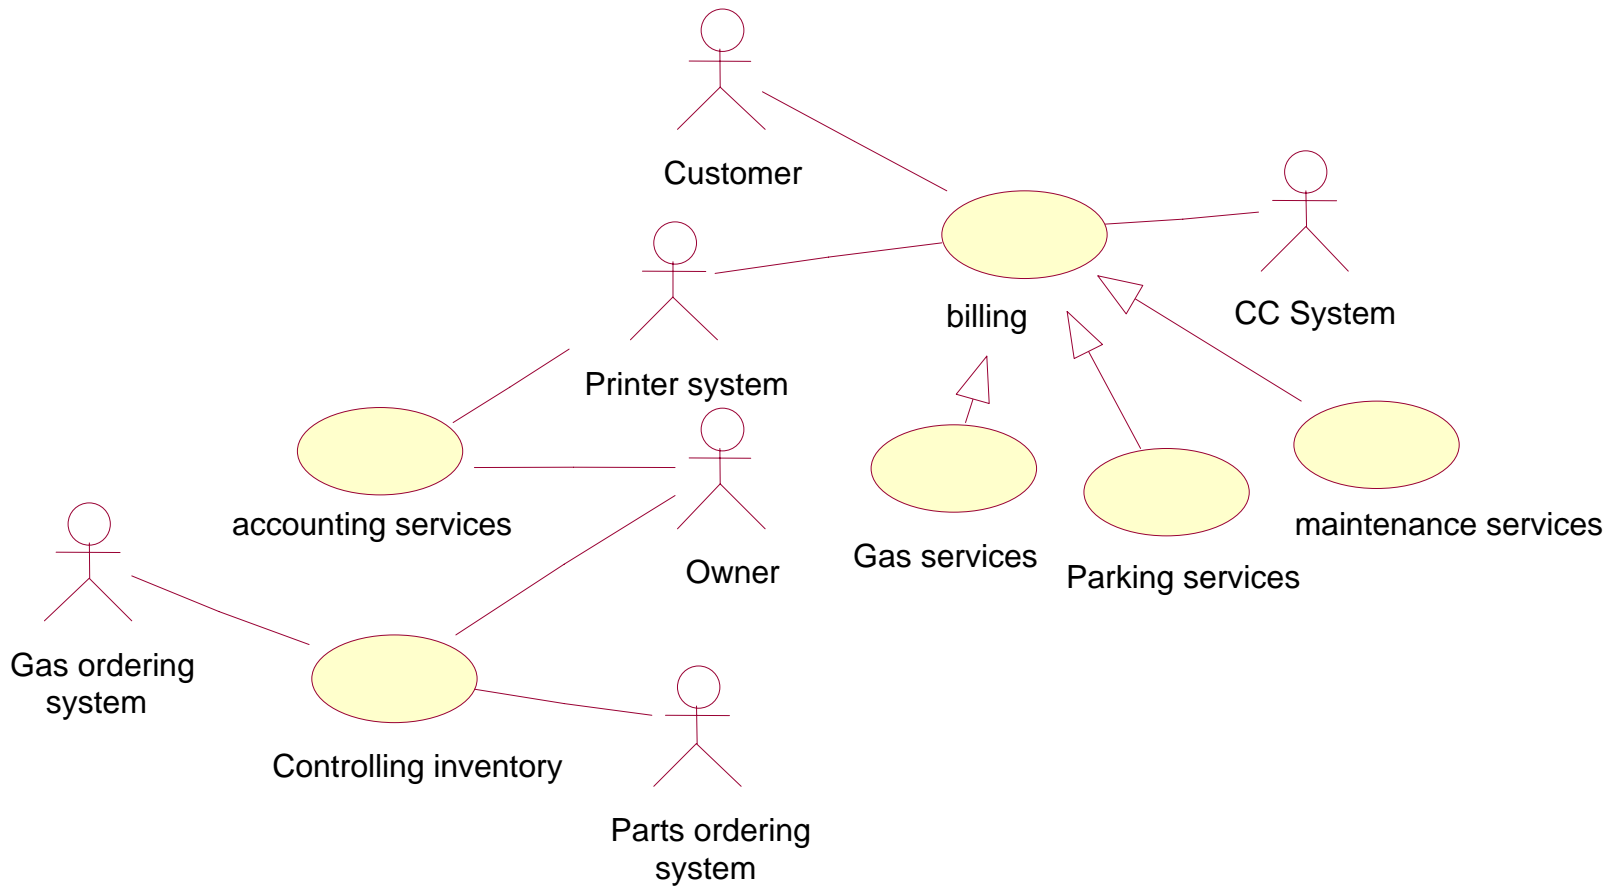 Customer
CC System
billing
Printer system
accounting services
Owner
Gas services
Parking services
maintenance services
Gas ordering
system
Controlling inventory
Parts ordering
system